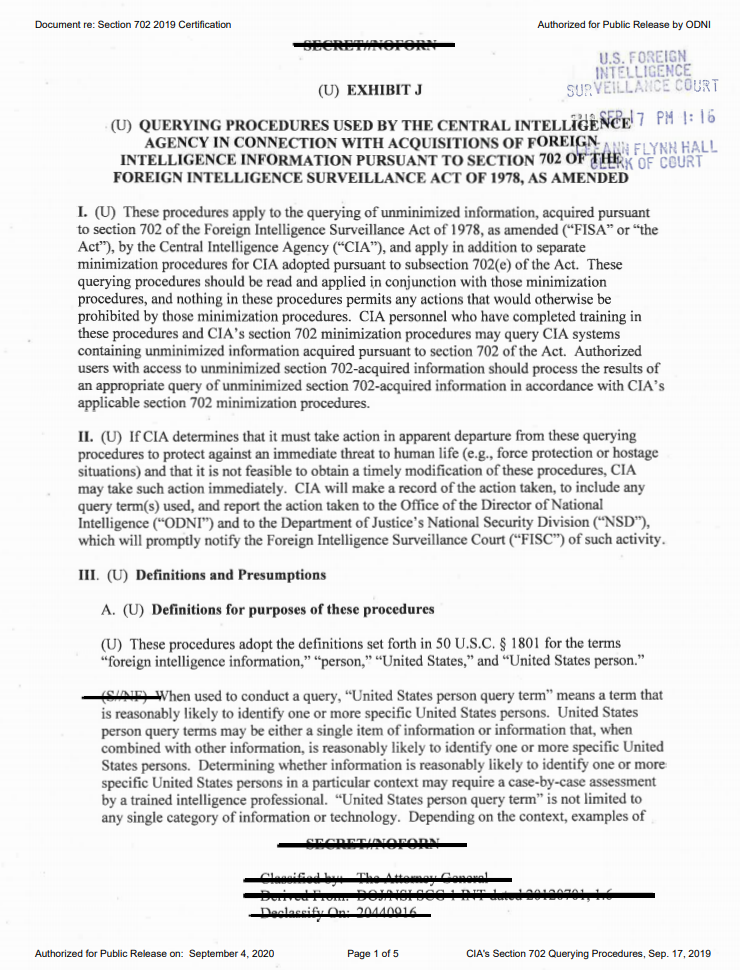 Document re: Section 702 2019 Certification
Authorized for Public Release by ODNI
SECRET//NOFORN
U.S. FOREIGN
INTELLIGENCE
SURVEILLANCE COURT
(U) EXHIBIT J
SEP 17 PM 1:16
(U) QUERYING PROCEDURES USED BY THE CENTRAL INTELLIGENCE
AGENCY IN CONNECTION WITH ACQUISITIONS OF FOREIGN
LEEANN FLYNN HALL
INTELLIGENCE INFORMATION PURSUANT TO SECTION 702 OF THE
CLERK OF COURT
FOREIGN INTELLIGENCE SURVEILLANCE ACT OF 1978, AS AMENDED
I. (U) These procedures apply to the querying of unminimized information, acquired pursuant
to section 702 of the Foreign Intelligence Surveillance Act of 1978, as amended (“FISA” or “the
Act”), by the Central Intelligence Agency (“CIA”), and apply in addition to separate
minimization procedures for CIA adopted pursuant to subsection 702(e) of the Act. These
querying procedures should be read and applied in conjunction with those minimization
procedures, and nothing in these procedures permits any actions that would otherwise be
prohibited by those minimization procedures. CIA personnel who have completed training in
these procedures and CIA’s section 702 minimization procedures may query CIA systems
containing unminimized information acquired pursuant to section 702 of the Act. Authorized
users with access to unminimized section 702-acquired information should process the results of
an appropriate query of unminimized section 702-acquired information in accordance with CIA’s
applicable section 702 minimization procedures.
II. (U) If CIA determines that it must take action in apparent departure from these querying
procedures to protect against an immediate threat to human life (e.g., force protection or hostage
situations) and that it is not feasible to obtain a timely modification of these procedures, CIA
may take such action immediately. CIA will make a record of the action taken, to include any
query term(s) used, and report the action taken to the Office of the Director of National
Intelligence (“ODNI”) and to the Department of Justice’s National Security Division (“NSD”),
which will promptly notify the Foreign Intelligence Surveillance Court (“FISC”) of such activity.
III. (U) Definitions and Presumptions
A. (U) Definitions for purposes of these procedures
(U) These procedures adopt the definitions set forth in 50 U.S.C. § 1801 for the terms
“foreign intelligence information,” “person,” “United States,” and “United States person.”
(S//NF) When used to conduct a query, “United States person query term” means a term that
is reasonably likely to identify one or more specific United States persons. United States
person query terms may be either a single item of information or information that, when
combined with other information, is reasonably likely to identify one or more specific United
States persons. Determining whether information is reasonably likely to identify one or more
specific United States persons in a particular context may require a case-by-case assessment
by a trained intelligence professional. “United States person query term” is not limited to
any single category of information or technology. Depending on the context, examples of
SECRET//NOFORN
Classified by: The Attorney General
Derived From: DOJ/NSI SCG-1 INT dated 20120701, 1.6
Declassify On: 20440916
Authorized for Public Release on: September 4, 2020
Page 1 of 5
CIA's Section 702 Querying Procedures, Sep. 17, 2019